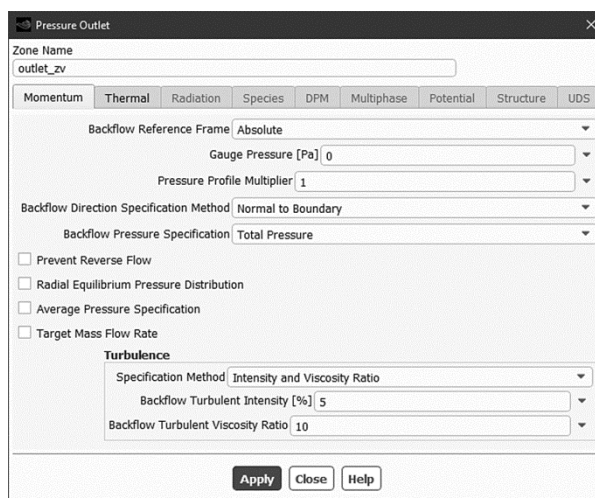 Pressure Outlet
Zone Name
outlet_zv
Momentum Thermal Radiation Species DPM Multiphase Potential Structure UDS
Backflow Reference Frame Absolute
Gauge Pressure [Pa] 0
Pressure Profile Multiplier 1
Backflow Direction Specification Method Normal to Boundary
Backflow Pressure Specification Total Pressure
Prevent Reverse Flow
Radial Equilibrium Pressure Distribution
Average Pressure Specification
Target Mass Flow Rate
Turbulence
Specification Method Intensity and Viscosity Ratio
Backflow Turbulent Intensity [%] 5
Backflow Turbulent Viscosity Ratio 10
Apply Close Help